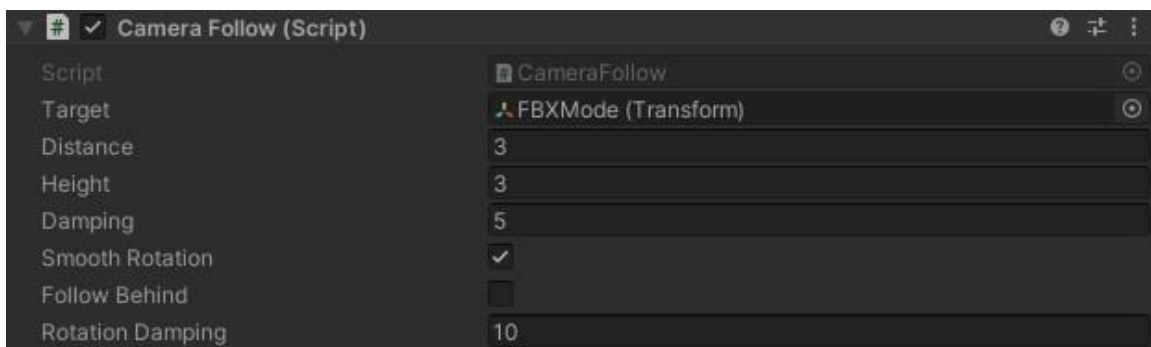 Camera Follow (Script)
Script CameraFollow
Target FBXMode (Transform)
Distance 3
Height 3
Damping 5
Smooth Rotation
Follow Behind
Rotation Damping 10